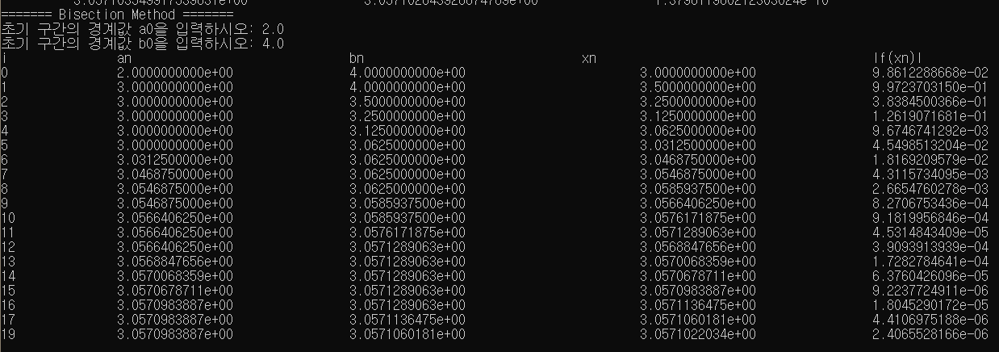 ======= Bisection Method =======
초기 구간의 경계값 a0을 입력하시오: 2.0
초기 구간의 경계값 b0을 입력하시오: 4.0
i an bn xn |f(xn)|
0 2.0000000000e+00 4.0000000000e+00 3.0000000000e+00 9.8612288668e-02
1 3.0000000000e+00 4.0000000000e+00 3.5000000000e+00 9.9723703150e-01
2 3.0000000000e+00 3.5000000000e+00 3.2500000000e+00 3.8384500366e-01
3 3.0000000000e+00 3.2500000000e+00 3.1250000000e+00 1.2619071681e-01
4 3.0000000000e+00 3.1250000000e+00 3.0625000000e+00 9.6746741292e-03
5 3.0000000000e+00 3.0625000000e+00 3.0312500000e+00 4.5498513204e-02
6 3.0312500000e+00 3.0625000000e+00 3.0468750000e+00 1.8169209579e-02
7 3.0468750000e+00 3.0625000000e+00 3.0546875000e+00 4.3115734095e-03
8 3.0546875000e+00 3.0625000000e+00 3.0585937500e+00 2.6654760278e-03
9 3.0546875000e+00 3.0585937500e+00 3.0566406250e+00 8.2706753436e-04
10 3.0566406250e+00 3.0585937500e+00 3.0576171875e+00 9.1819956846e-04
11 3.0566406250e+00 3.0576171875e+00 3.0571289063e+00 4.5314843409e-05
12 3.0566406250e+00 3.0571289063e+00 3.0568847656e+00 3.9093913939e-04
13 3.0568847656e+00 3.0571289063e+00 3.0570068359e+00 1.7282784641e-04
14 3.0570068359e+00 3.0571289063e+00 3.0570678711e+00 6.3760426096e-05
15 3.0570678711e+00 3.0571289063e+00 3.0570983887e+00 9.2237724911e-06
16 3.0570983887e+00 3.0571289063e+00 3.0571136475e+00 1.8045290172e-05
17 3.0570983887e+00 3.0571136475e+00 3.0571060181e+00 4.4106975188e-06
19 3.0570983887e+00 3.0571060181e+00 3.0571022034e+00 2.4065528166e-06